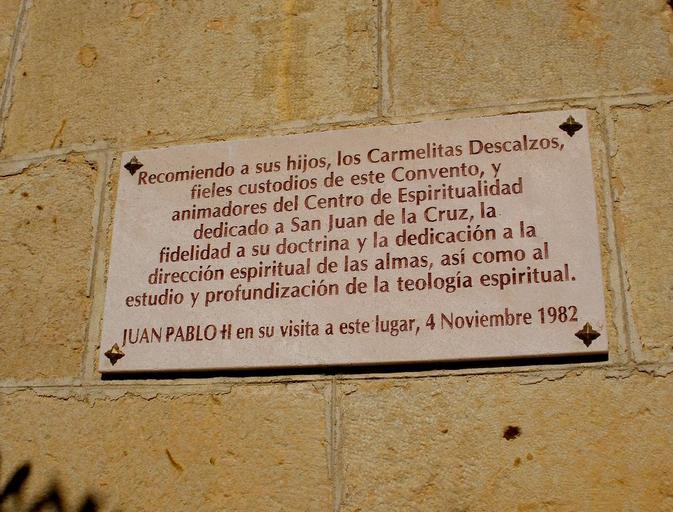 Recomiendo a sus hijos, los Carmelitas Descalzos,
fieles custodios de este Convento, y
animadores del Centro de Espiritualidad
dedicado a San Juan de la Cruz, la
fidelidad a su doctrina y la dedicación a la
dirección espiritual de las almas, así como al
estudio y profundización de la teología espiritual.
JUAN PABLO II en su visita a este lugar, 4 Noviembre 1982